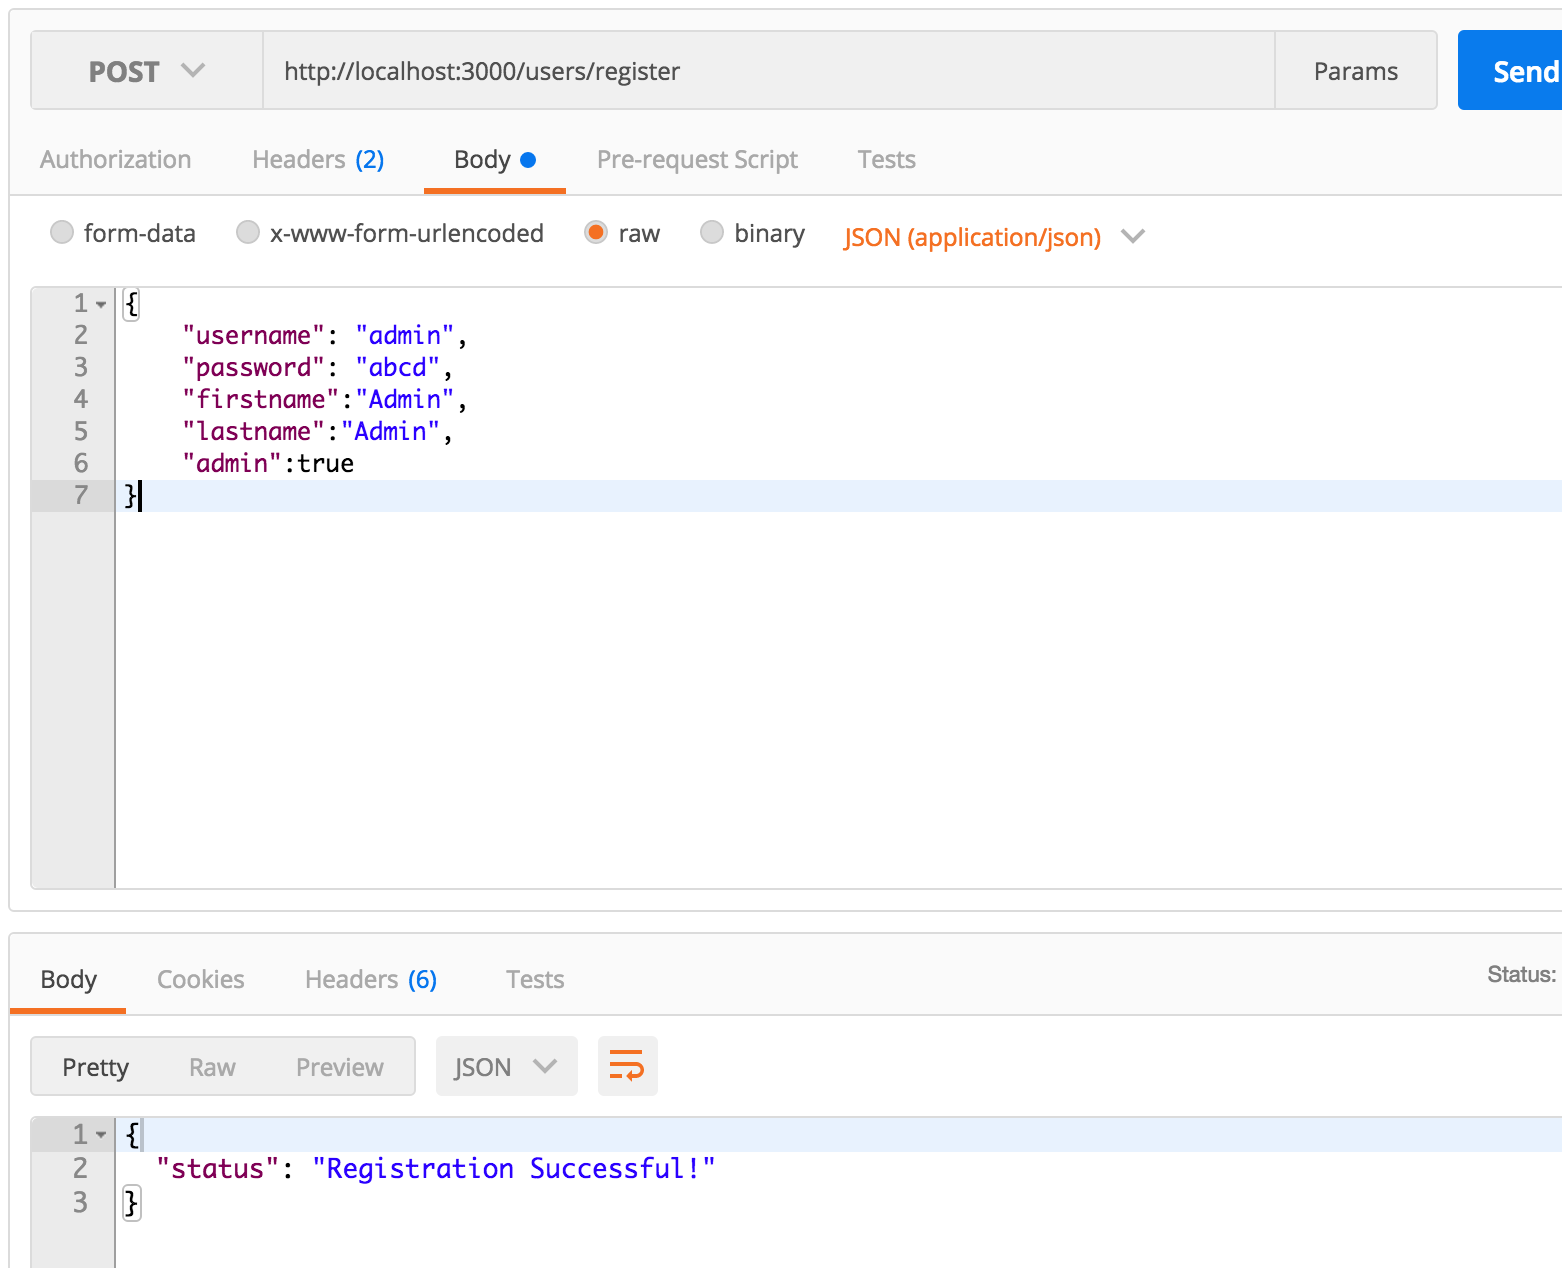 POST http://localhost:3000/users/register Params Send
Authorization Headers (2) Body Pre-request Script Tests
form-data x-www-form-urlencoded raw binary JSON (application/json)
1 {
2 "username": "admin",
3 "password": "abcd",
4 "firstname":"Admin",
5 "lastname":"Admin",
6 "admin":true
7 }
Body Cookies Headers (6) Tests Status:
Pretty Raw Preview JSON
1 {
2 "status": "Registration Successful!"
3 }